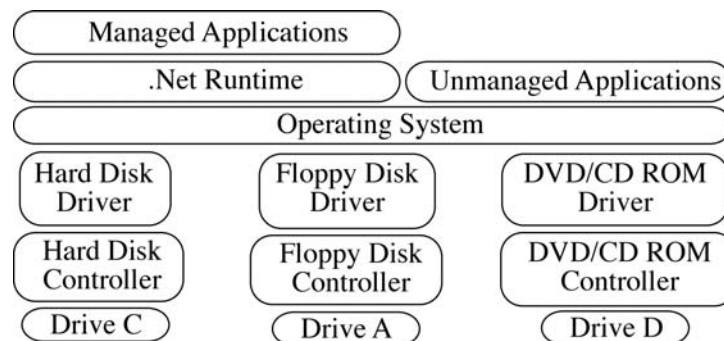 Managed Applications
.Net Runtime
Unmanaged Applications
Operating System
Hard Disk
Driver
Floppy Disk
Driver
DVD/CD ROM
Driver
Hard Disk
Controller
Floppy Disk
Controller
DVD/CD ROM
Controller
Drive C
Drive A
Drive D